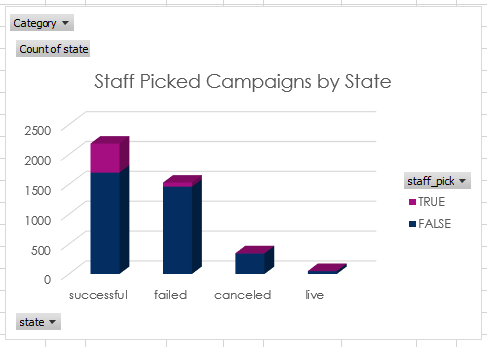 Category
Count of state
Staff Picked Campaigns by State
2500
2000
1500
1000
500
0
successful failed canceled live
staff_pick
TRUE
FALSE
state